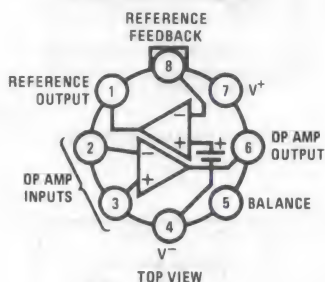 REFERENCE
FEEDBACK
8
REFERENCE
OUTPUT
1
7
V+
2
6
OP AMP
OUTPUT
OP AMP
INPUTS
3
5
BALANCE
4
V−
TOP VIEW
− + − + +